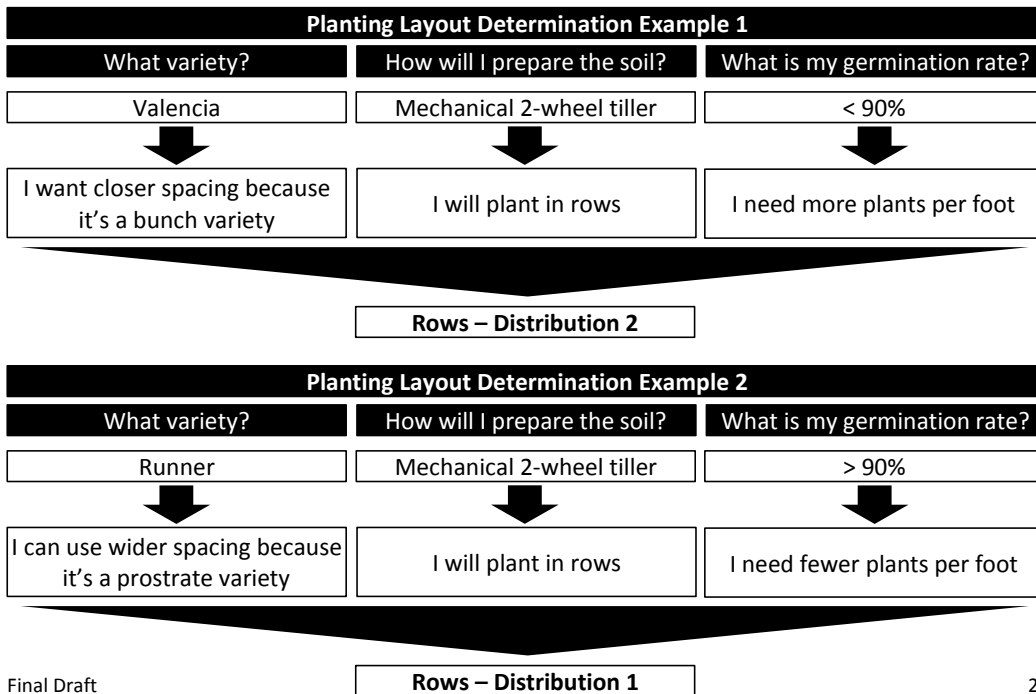 Planting Layout Determination Example 1
What variety?
How will I prepare the soil?
What is my germination rate?
Valencia
Mechanical 2-wheel tiller
< 90%
I want closer spacing because
it's a bunch variety
I will plant in rows
I need more plants per foot
Rows – Distribution 2
Planting Layout Determination Example 2
What variety?
How will I prepare the soil?
What is my germination rate?
Runner
Mechanical 2-wheel tiller
> 90%
I can use wider spacing because
it's a prostrate variety
I will plant in rows
I need fewer plants per foot
Rows – Distribution 1
Final Draft
2